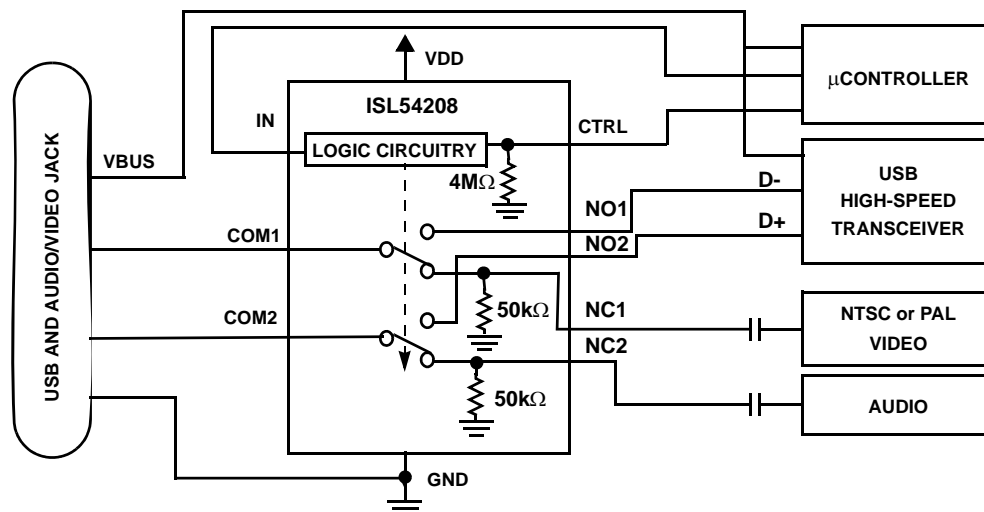 VDD
μCONTROLLER
ISL54208
IN
CTRL
LOGIC CIRCUITRY
USB AND AUDIO/VIDEO JACK
VBUS
4MΩ
D-
USB
HIGH-SPEED
TRANSCEIVER
NO1
D+
COM1
NO2
50kΩ
NC1
NTSC or PAL
VIDEO
COM2
NC2
50kΩ
AUDIO
GND